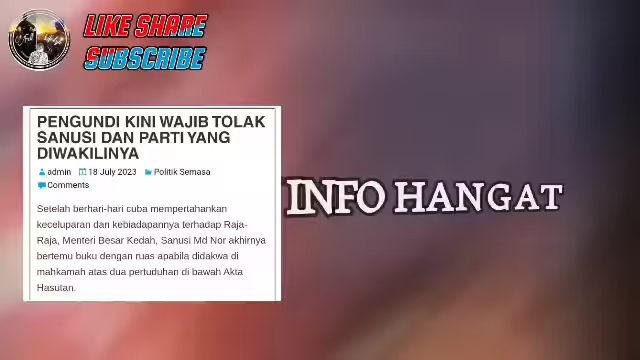 LIKE SHARE
SUBSCRIBE
PENGUNDI KINI WAJIB TOLAK
SANUSI DAN PARTI YANG
DIWAKILINYA
admin 18 July 2023 Politik Semasa
Comments
Setelah berhari-hari cuba mempertahankan
keceluparan dan kebiadapannya terhadap Raja-
Raja, Menteri Besar Kedah, Sanusi Md Nor akhirnya
bertemu buku dengan ruas apabila didakwa di
mahkamah atas dua pertuduhan di bawah Akta
Hasutan.
INFO HANGAT